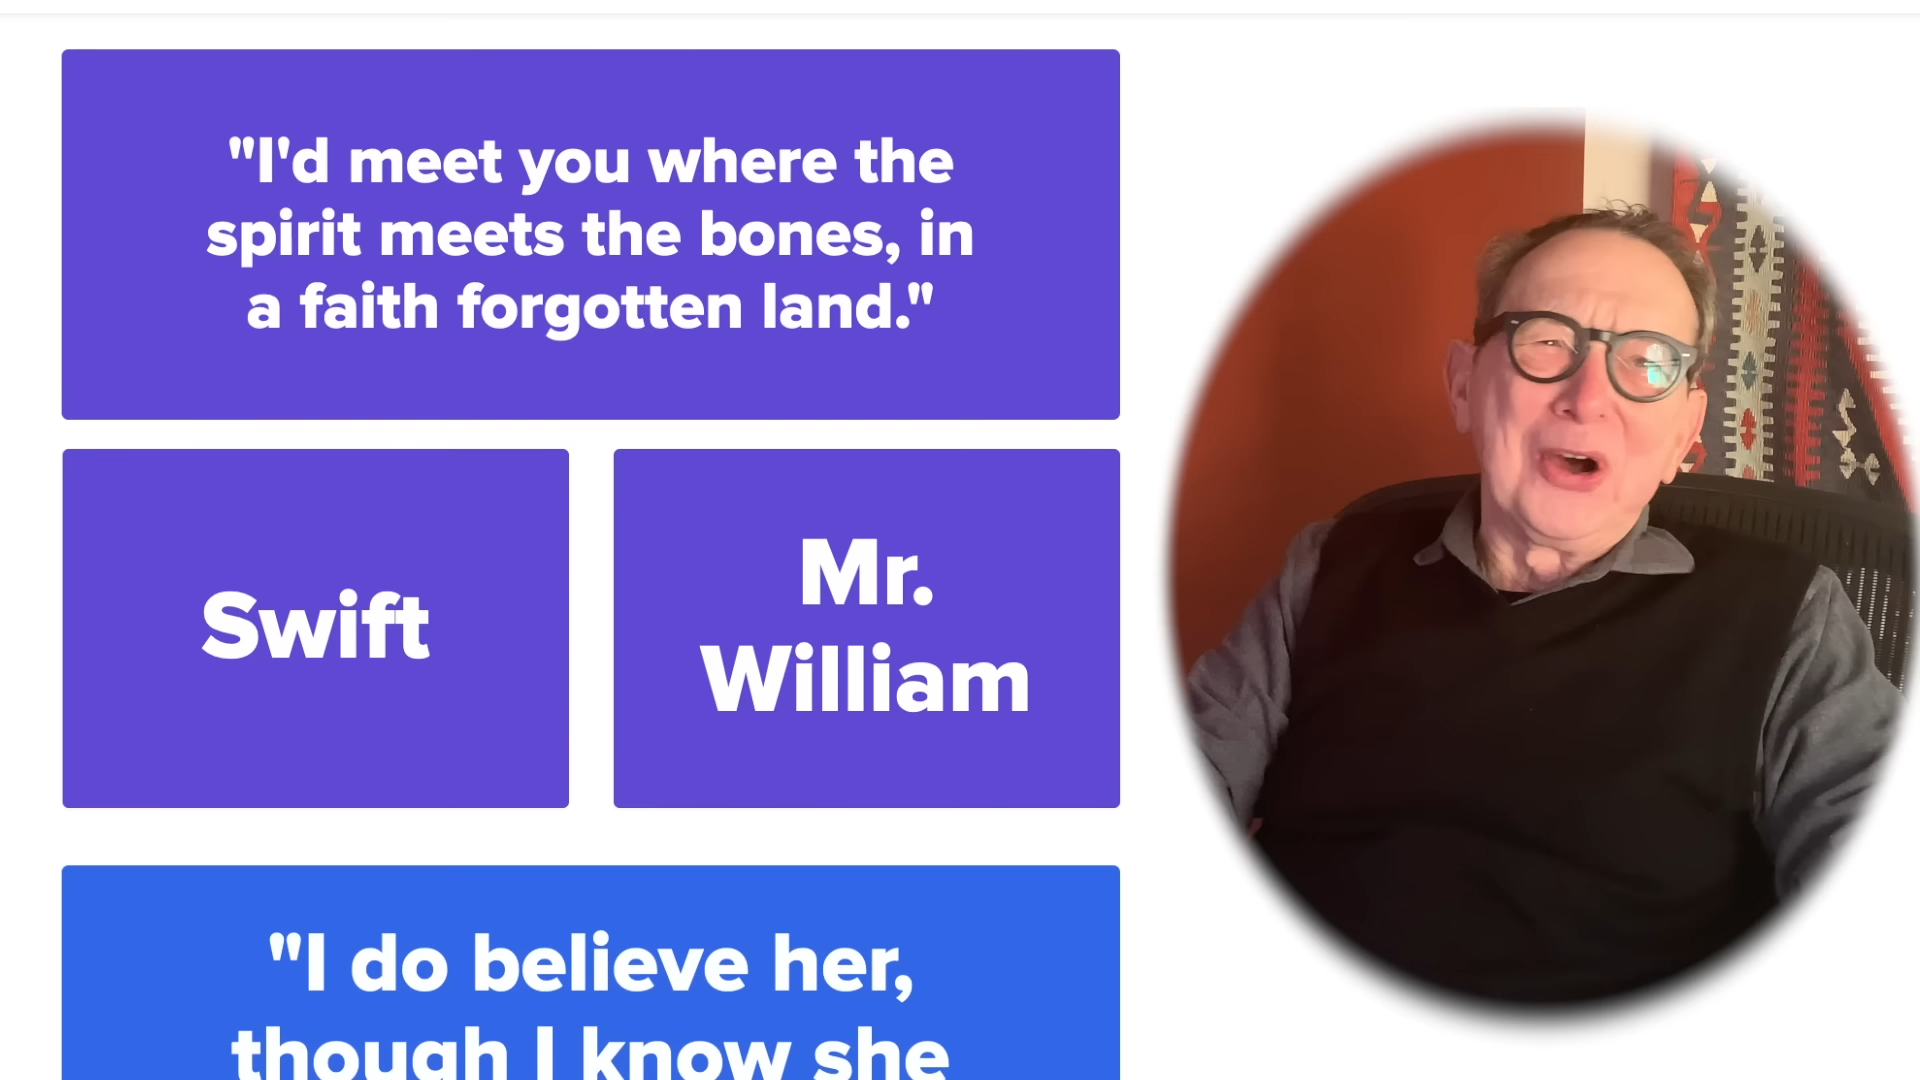 "I'd meet you where the
spirit meets the bones, in
a faith forgotten land."
Swift
Mr.
William
"I do believe her,
though I know she